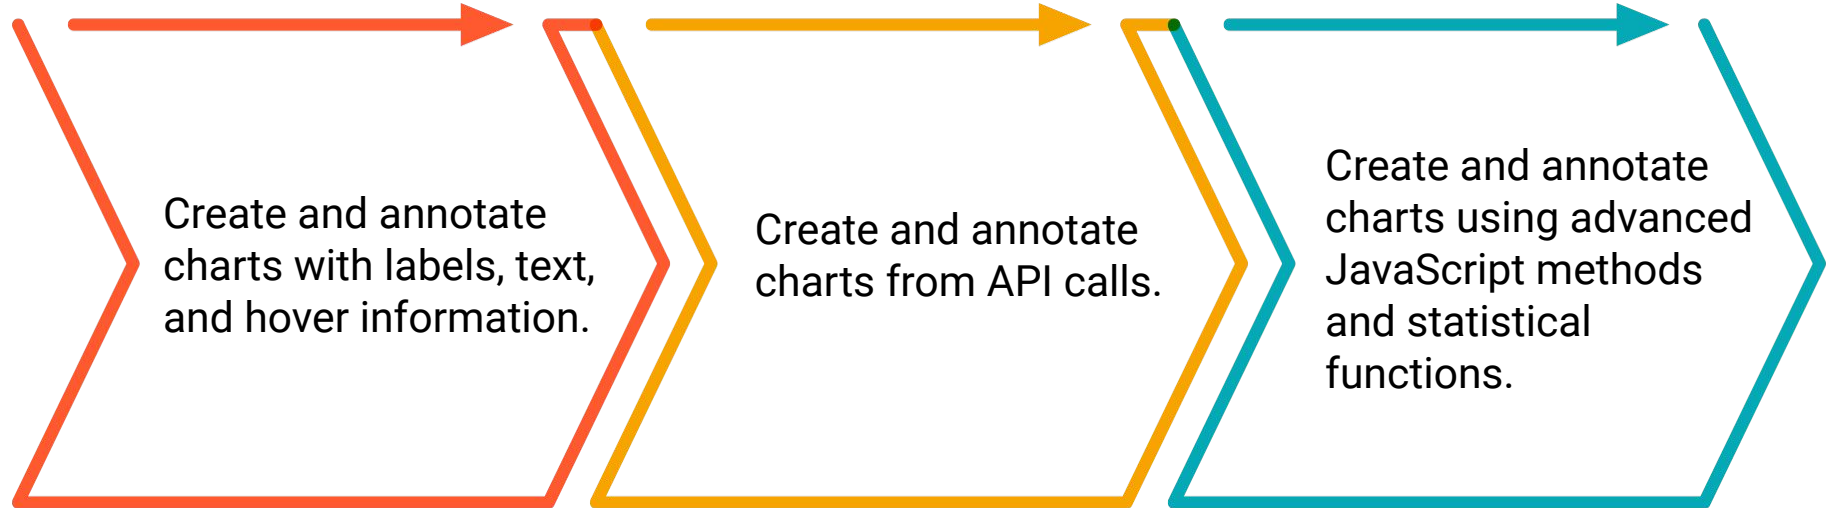 Create and annotate
charts with labels, text,
and hover information.
Create and annotate
charts from API calls.
Create and annotate
charts using advanced
JavaScript methods
and statistical
functions.